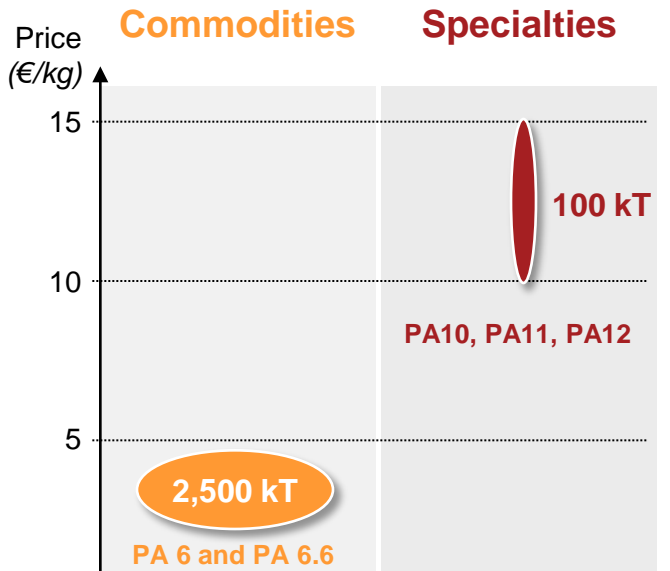 Commodities
Specialties
Price
(€/kg)
15
100 kT
10
PA10, PA11, PA12
5
2,500 kT
PA 6 and PA 6.6